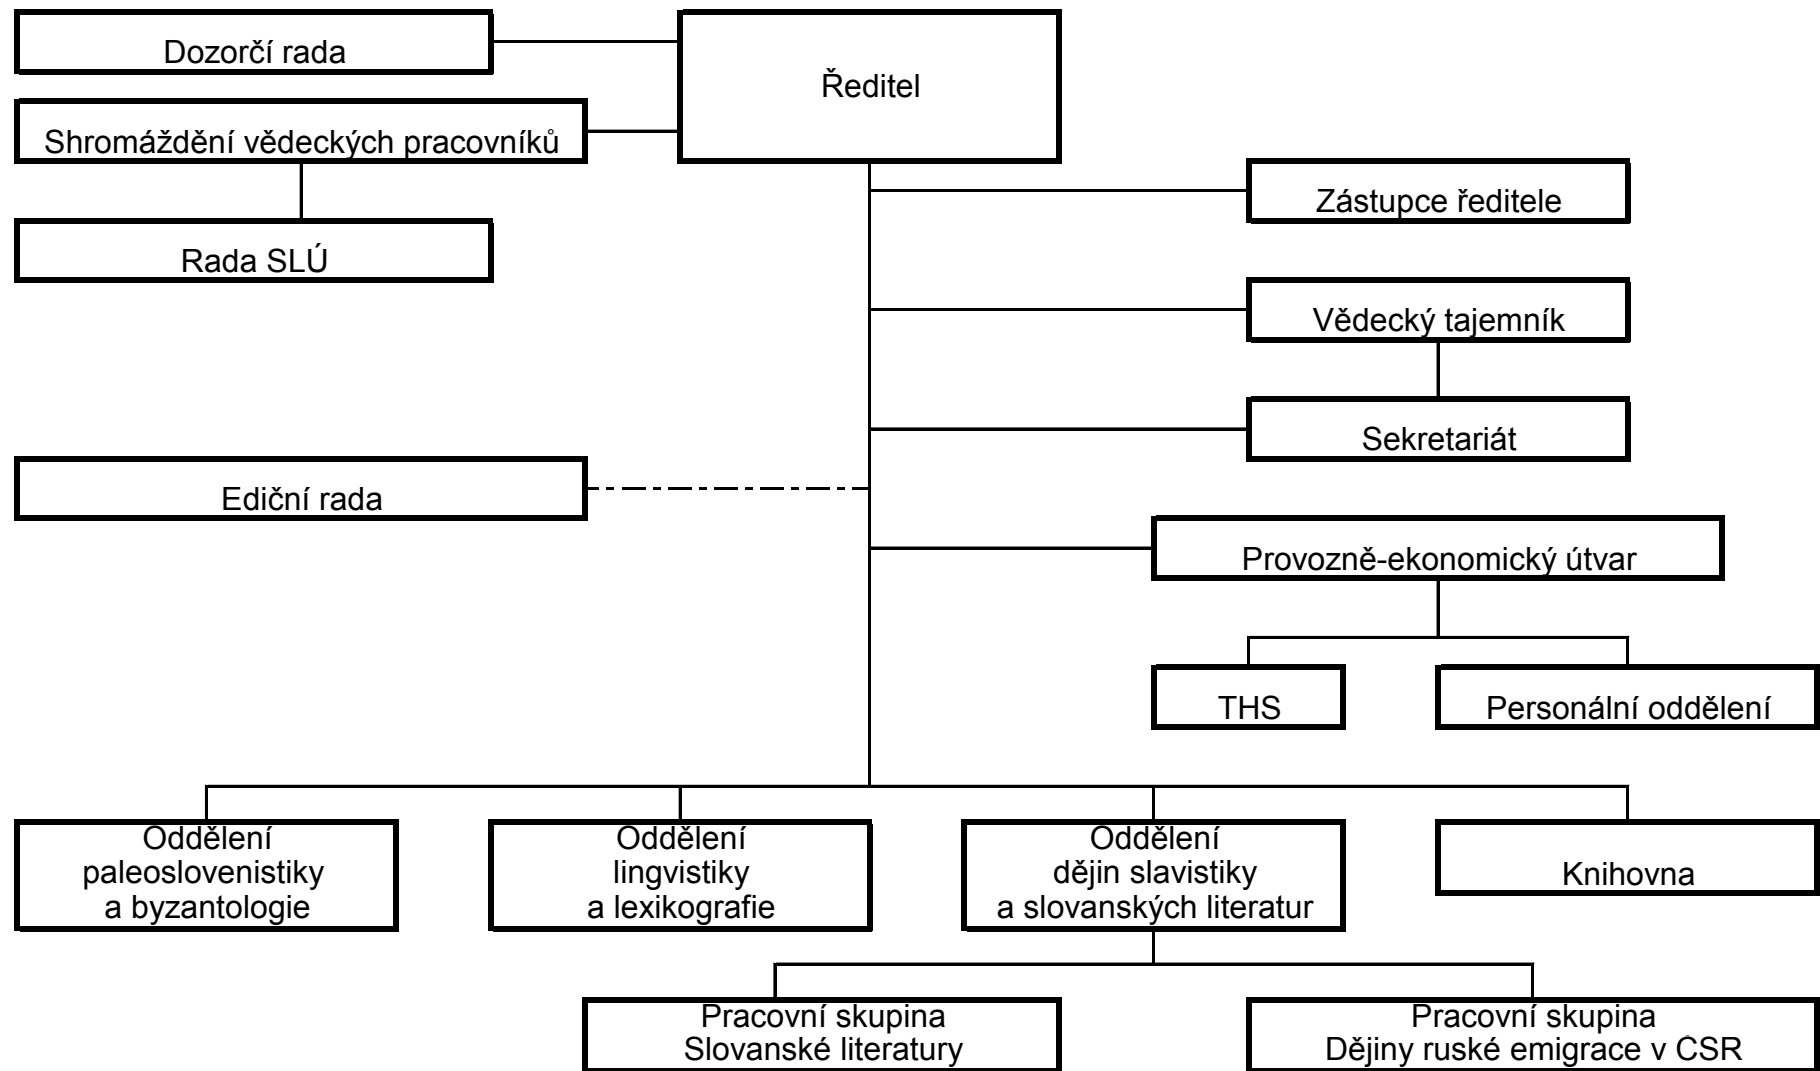 Dozorčí rada
Ředitel
Shromáždění vědeckých pracovníků
Zástupce ředitele
Rada SLÚ
Vědecký tajemník
Sekretariát
Ediční rada
Provozně-ekonomický útvar
THS
Personální oddělení
Oddělení
paleoslovenistiky
a byzantologie
Oddělení
lingvistiky
a lexikografie
Oddělení
dějin slavistiky
a slovanských literatur
Knihovna
Pracovní skupina
Slovanské literatury
Pracovní skupina
Dějiny ruské emigrace v ČSR